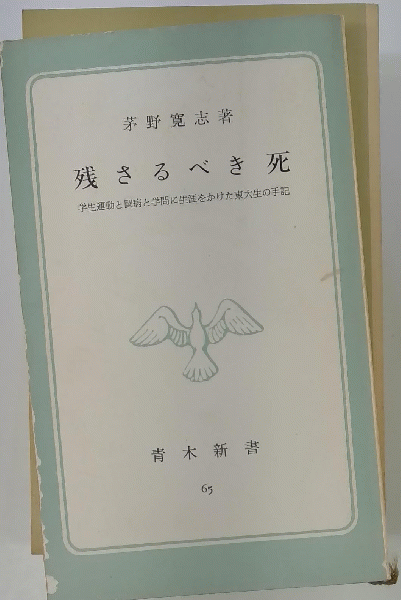 茅野寛志著
残さるべき死
学生運動と闘病と学問に生涯をかけた東大生の手記
青木新書
65